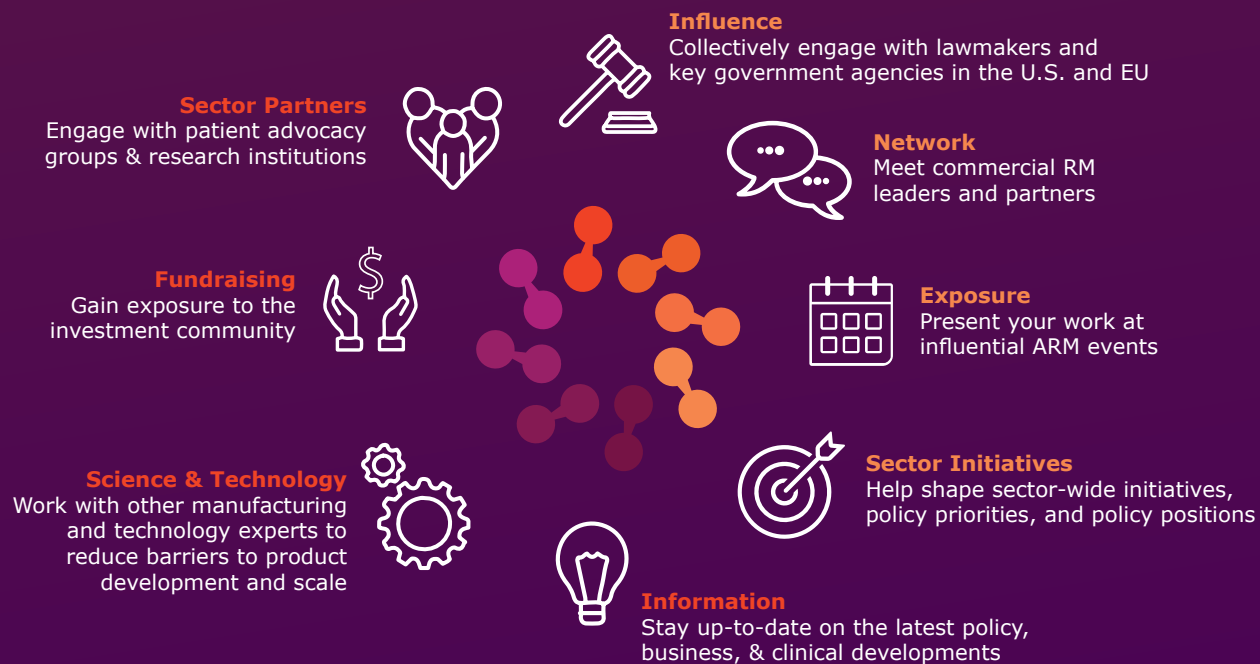 Influence
Collectively engage with lawmakers and
key government agencies in the U.S. and EU
Sector Partners
Engage with patient advocacy
groups & research institutions
Network
Meet commercial RM
leaders and partners
Fundraising
Gain exposure to the
investment community
$
Exposure
Present your work at
influential ARM events
Science & Technology
Work with other manufacturing
and technology experts to
reduce barriers to product
development and scale
Sector Initiatives
Help shape sector-wide initiatives,
policy priorities, and policy positions
Information
Stay up-to-date on the latest policy,
business, & clinical developments